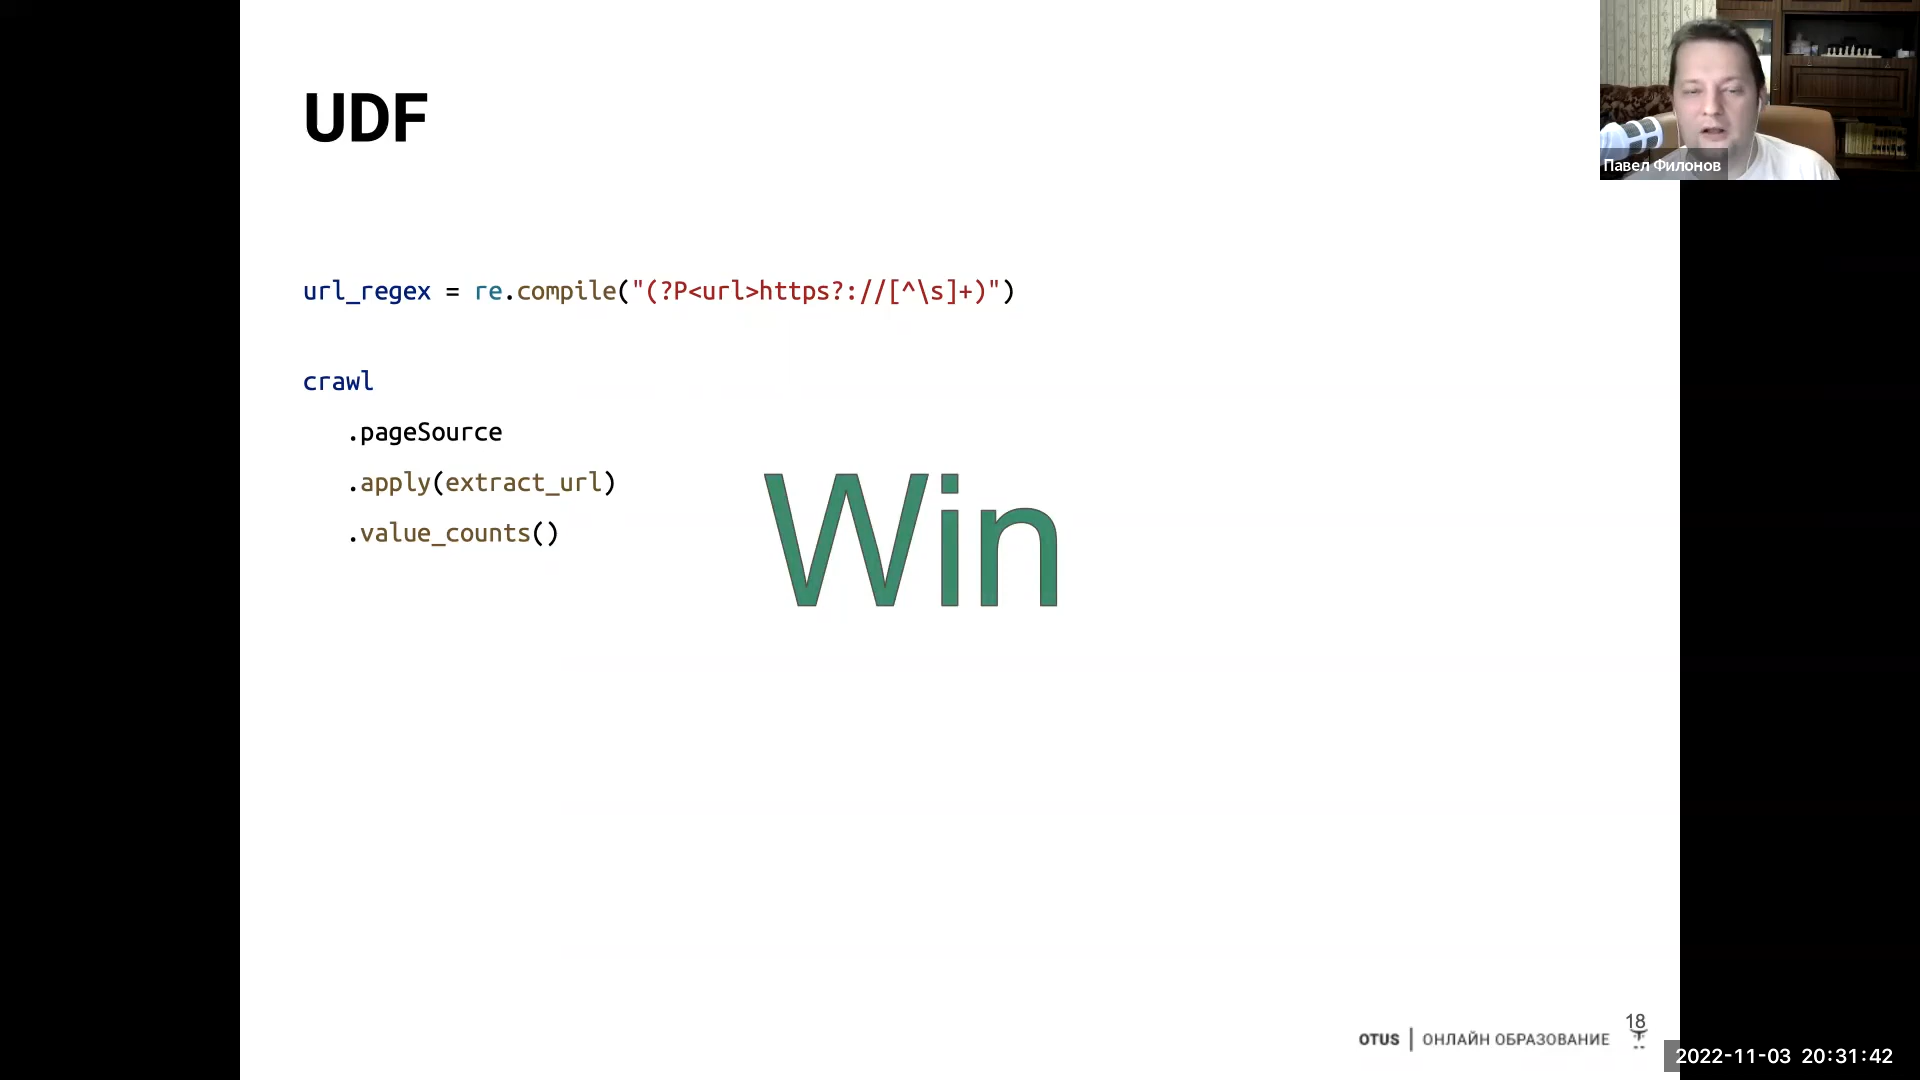 UDF
Павел Филонов
url_regex = re.compile("(?P<url>https?://[^\s]+)")
crawl
.pageSource
.apply(extract_url)
.value_counts()
Win
OTUS | ОНЛАЙН ОБРАЗОВАНИЕ
18
2022-11-03 20:31:42